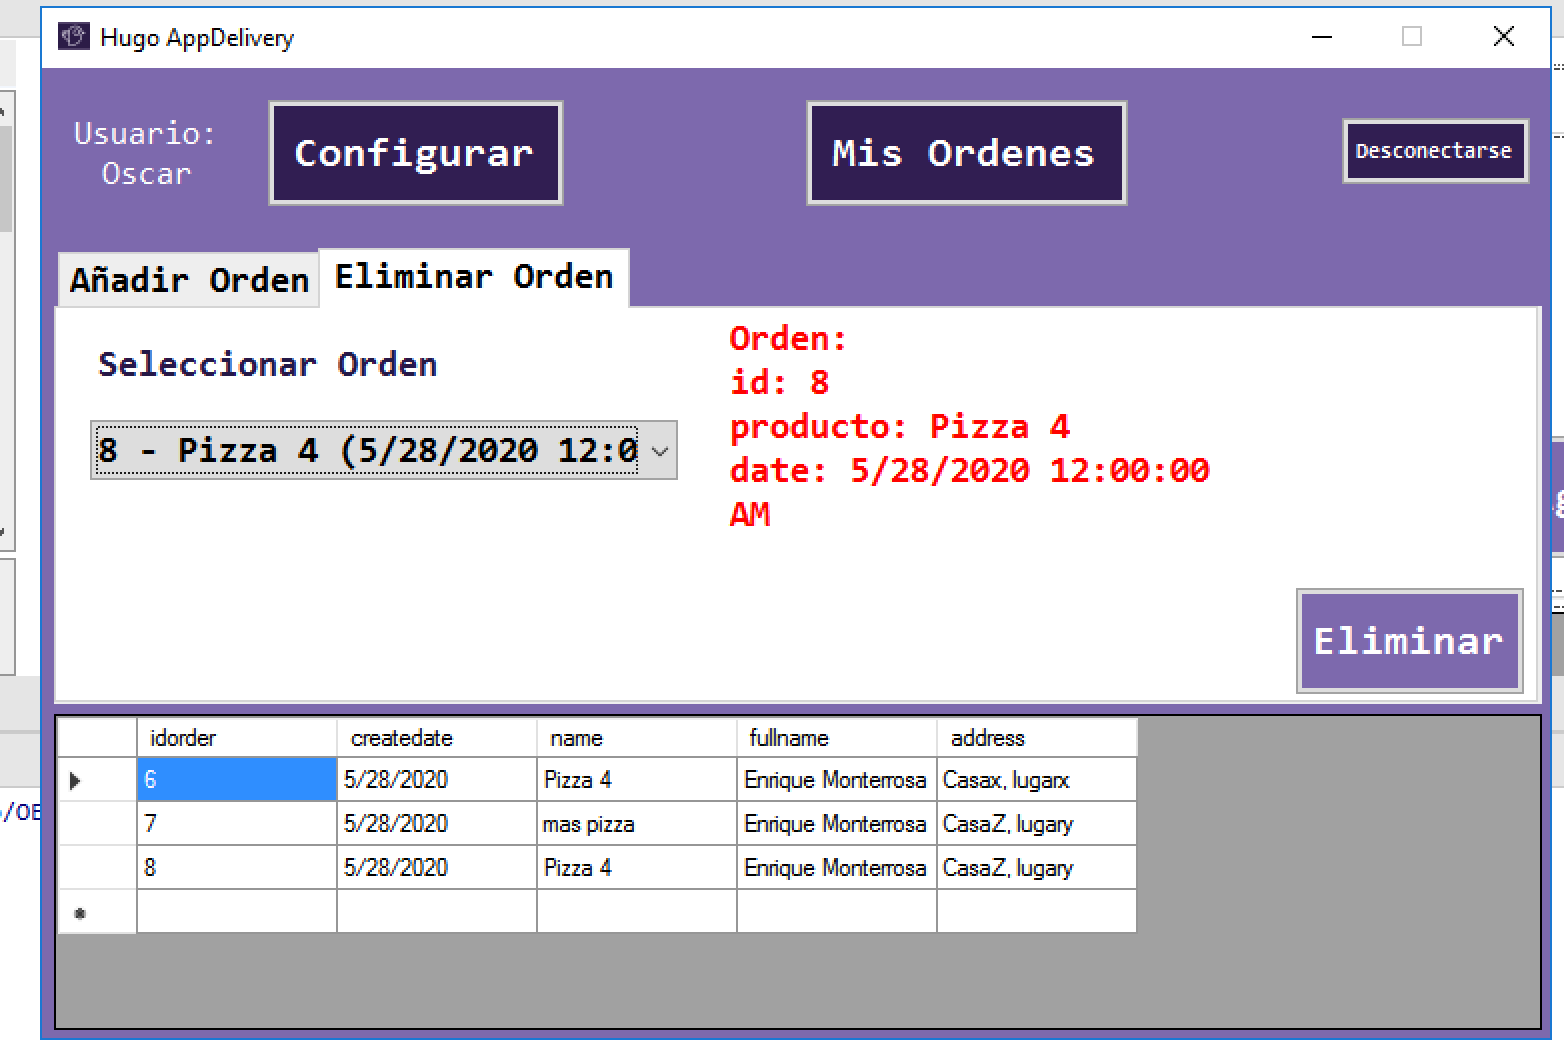 Hugo AppDelivery
Usuario:
Oscar
Configurar
Mis Ordenes
Desconectarse
Añadir Orden
Eliminar Orden
Seleccionar Orden
8 - Pizza 4 (5/28/2020 12:0
Orden:
id: 8
producto: Pizza 4
date: 5/28/2020 12:00:00
AM
Eliminar
idorder createdate name fullname address
6 5/28/2020 Pizza 4 Enrique Monterrosa Casax, lugarx
7 5/28/2020 mas pizza Enrique Monterrosa CasaZ, lugary
8 5/28/2020 Pizza 4 Enrique Monterrosa CasaZ, lugary